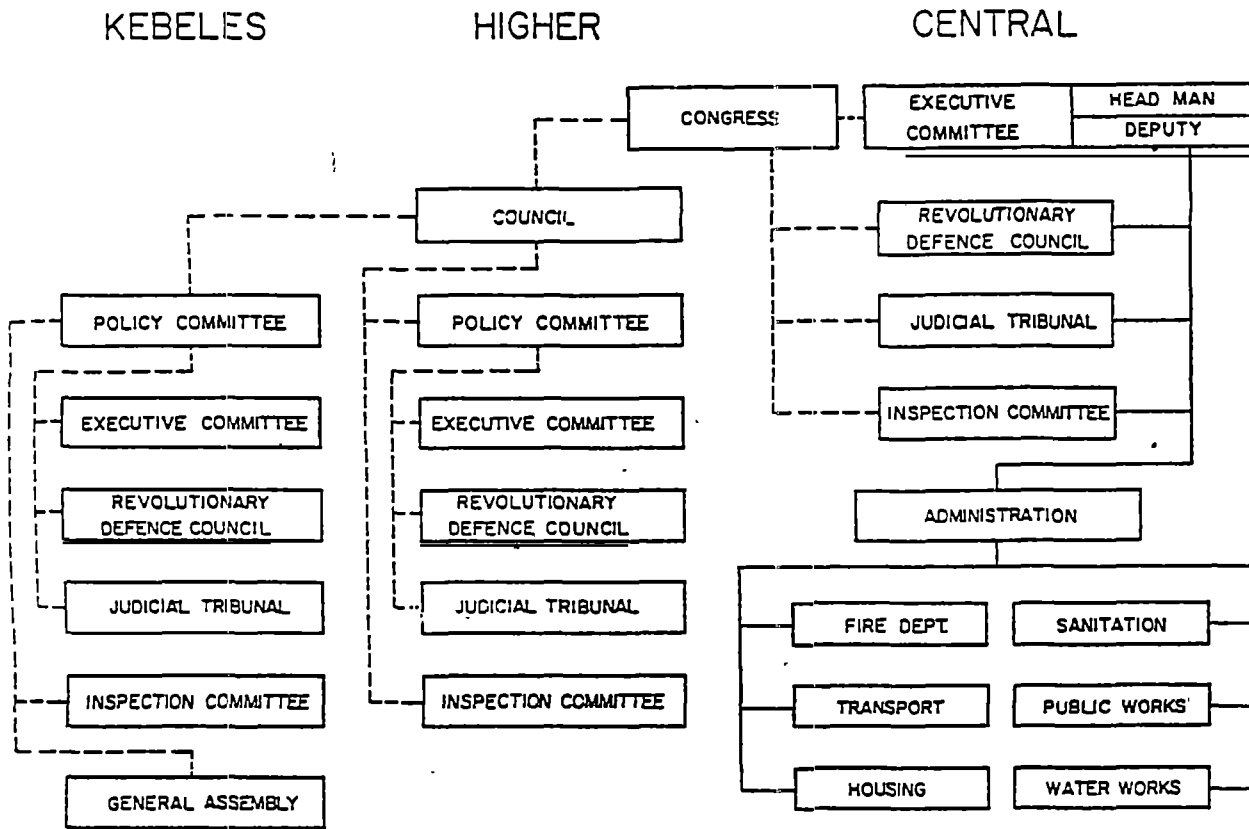 KEBELES
HIGHER
CENTRAL
CONGRESS
EXECUTIVE
COMMITTEE
HEAD MAN
DEPUTY
COUNCIL
REVOLUTIONARY
DEFENCE COUNCIL
POLICY COMMITTEE
POLICY COMMITTEE
JUDICIAL TRIBUNAL
EXECUTIVE COMMITTEE
EXECUTIVE COMMITTEE
INSPECTION COMMITTEE
REVOLUTIONARY
DEFENCE COUNCIL
REVOLUTIONARY
DEFENCE COUNCIL
ADMINISTRATION
JUDICIAL TRIBUNAL
JUDICIAL TRIBUNAL
FIRE DEPT.
SANITATION
INSPECTION COMMITTEE
INSPECTION COMMITTEE
TRANSPORT
PUBLIC WORKS
GENERAL ASSEMBLY
HOUSING
WATER WORKS